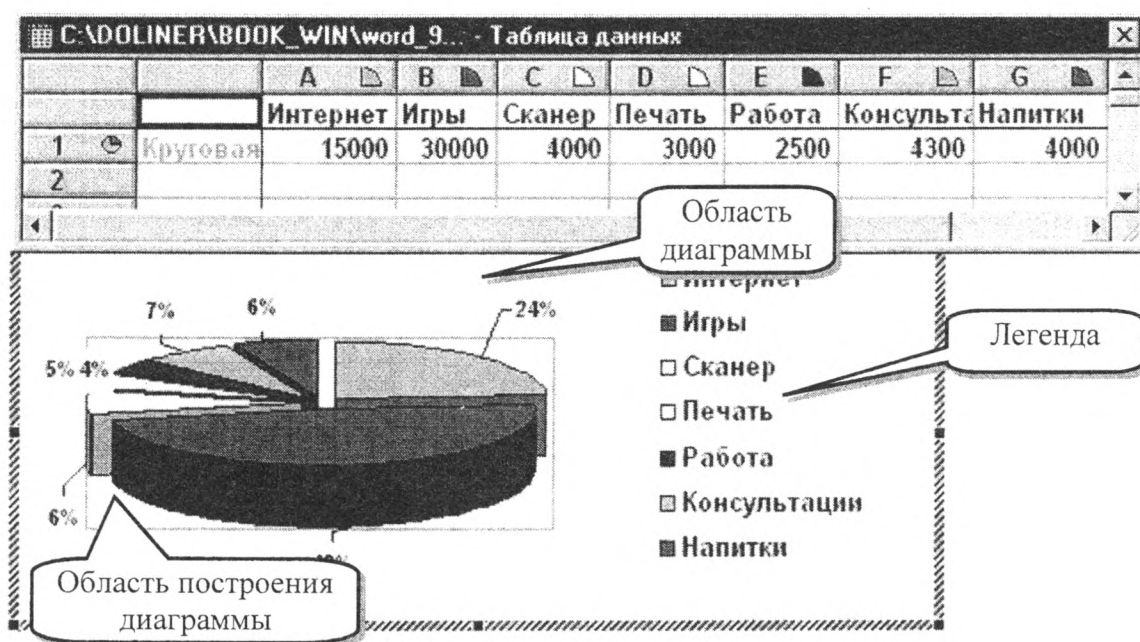 C:\DOLINER\BOOK_WIN\word_9... - Таблица данных
A B C D E F G
Интернет Игры Сканер Печать Работа Консульта Напитки
1 Круговая 15000 30000 4000 3000 2500 4300 4000
2
Область
диаграммы
Интернет
7% 6% 24%
Игры
Легенда
5% 4%
Сканер
Печать
Работа
6%
Консультации
Напитки
Область построения
диаграммы